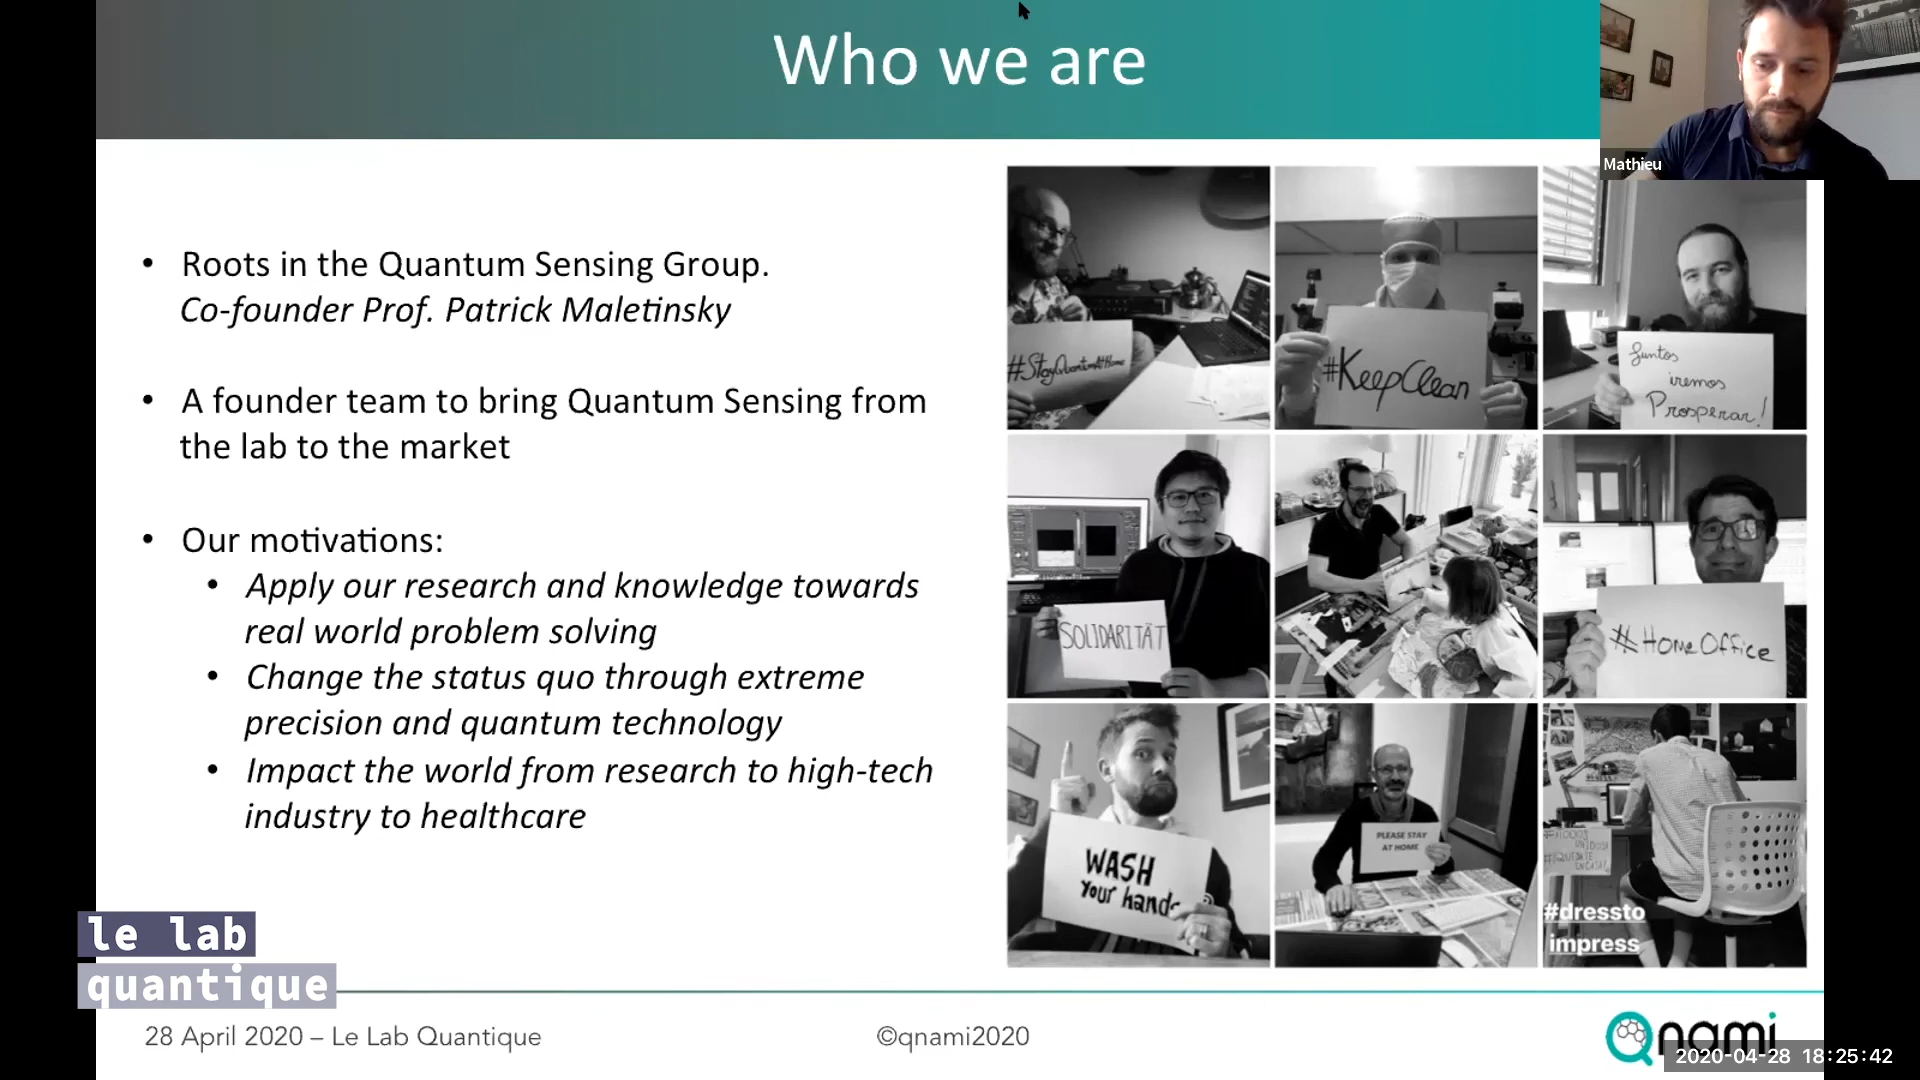 Who we are
Mathieu
• Roots in the Quantum Sensing Group.
Co-founder Prof. Patrick Maletinsky
• A founder team to bring Quantum Sensing from
the lab to the market
• Our motivations:
• Apply our research and knowledge towards
real world problem solving
• Change the status quo through extreme
precision and quantum technology
• Impact the world from research to high-tech
industry to healthcare
#StayQuantumAtHome
#KeepClean
Juntos
iremos
Prosperar!
SOLIDARITÄT
#HomeOffice
WASH
Your hands
PLEASE STAY
AT HOME
#dressto
impress
le lab
quantique
28 April 2020 – Le Lab Quantique
©qnami2020
Qnami
2020-04-28 18:25:42